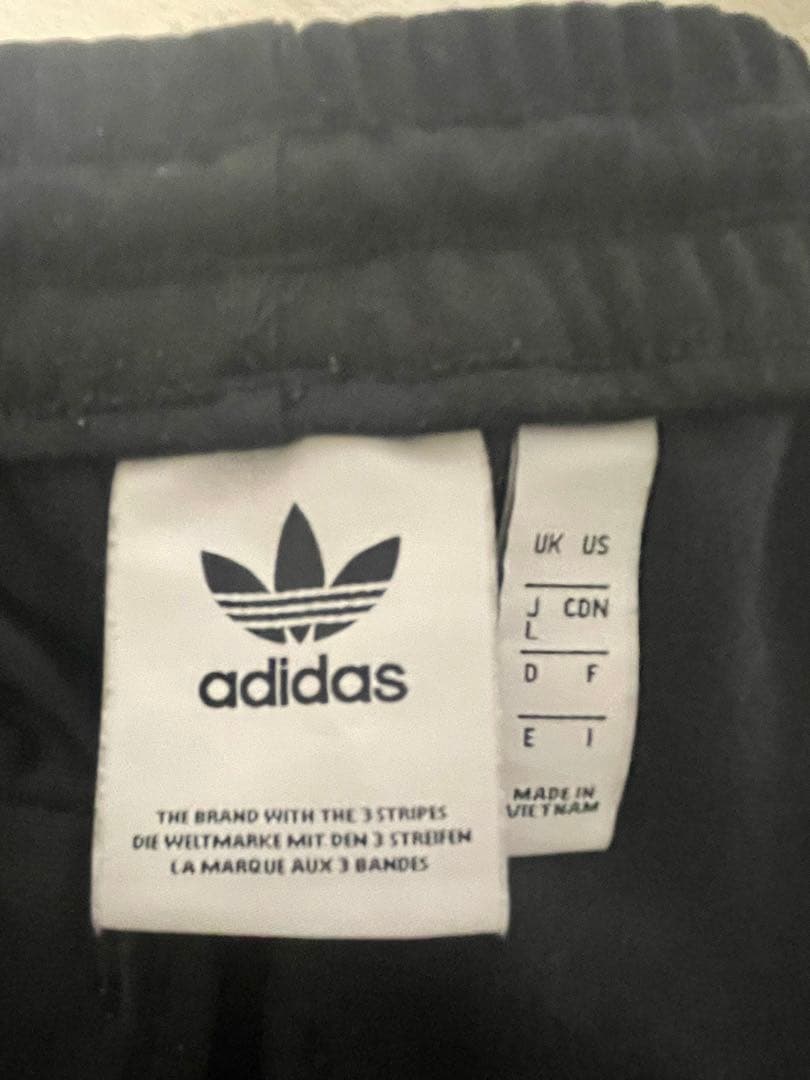 adidas
THE BRAND WITH THE 3 STRIPES
DIE WELTMARKE MIT DEN 3 STREIFEN
LA MARQUE AUX 3 BANDES
UK US
J CDN
L
D F
E I
MADE IN
VIETNAM